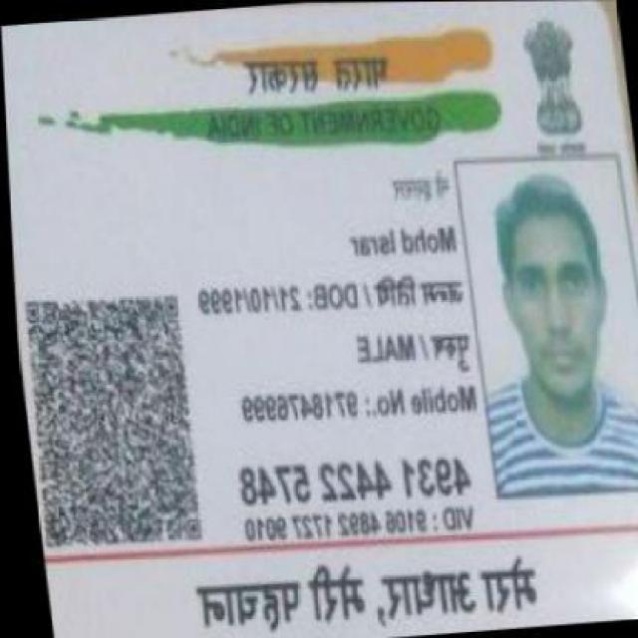 भारत सरकार
GOVERNMENT OF INDIA
मो इसरार
Mohd Israr
जन्म तिथि / DOB: 21/10/1999
पुरुष / MALE
Mobile No.: 9718476999
4931 4422 5748
VID : 9106 4892 1727 9010
मेरा आधार, मेरी पहचान